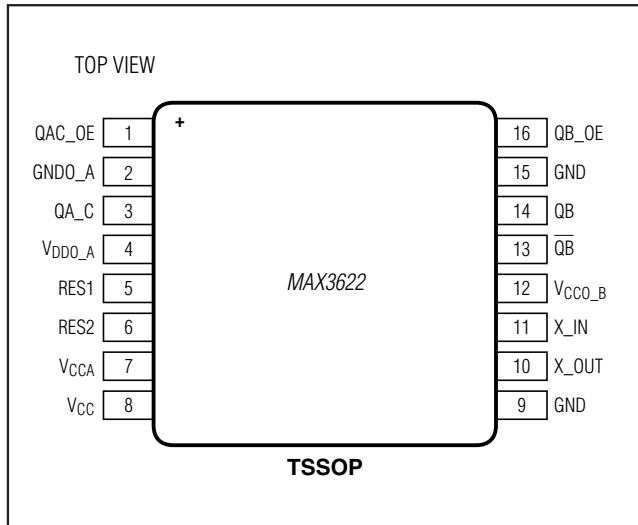 TOP VIEW
+
QAC_OE 1
GNDO_A 2
QA_C 3
VDDO_A 4
RES1 5
RES2 6
VCCA 7
VCC 8
MAX3622
16 QB_OE
15 GND
14 QB
13 Q̅B̅
12 VCCO_B
11 X_IN
10 X_OUT
9 GND
TSSOP